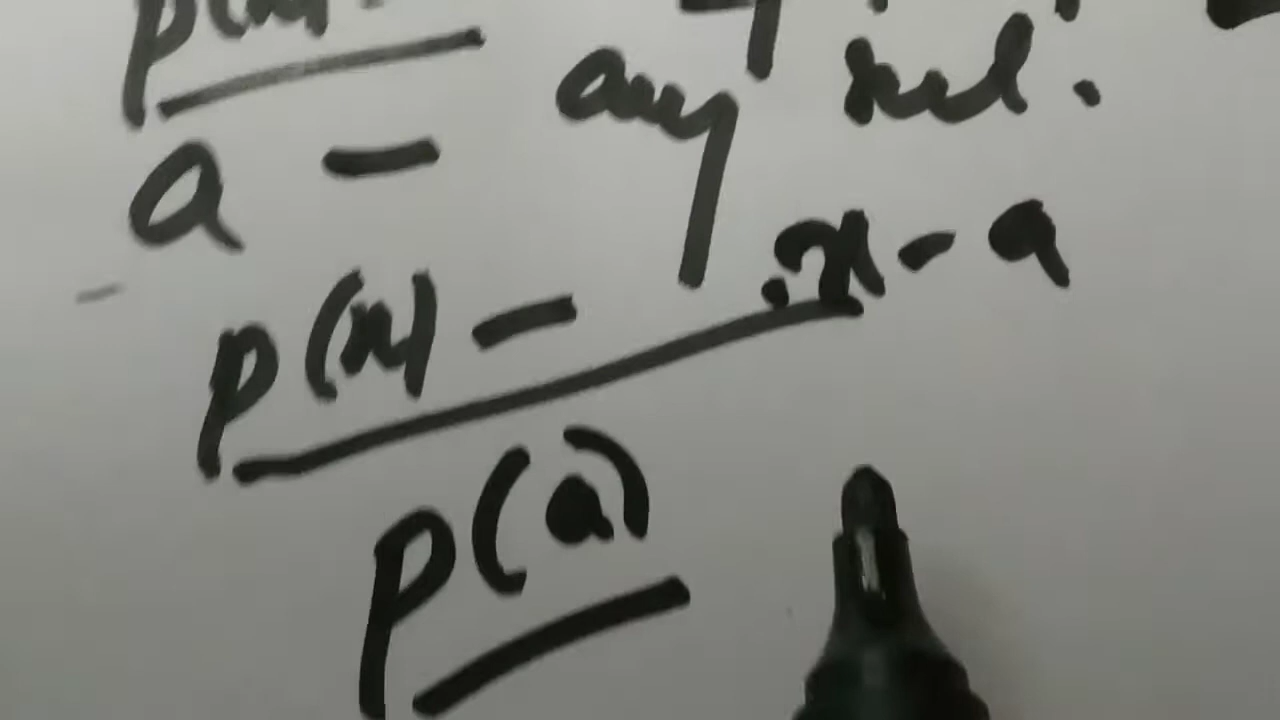 p(x)
a - any real.
p(x) - x - a
p(a)